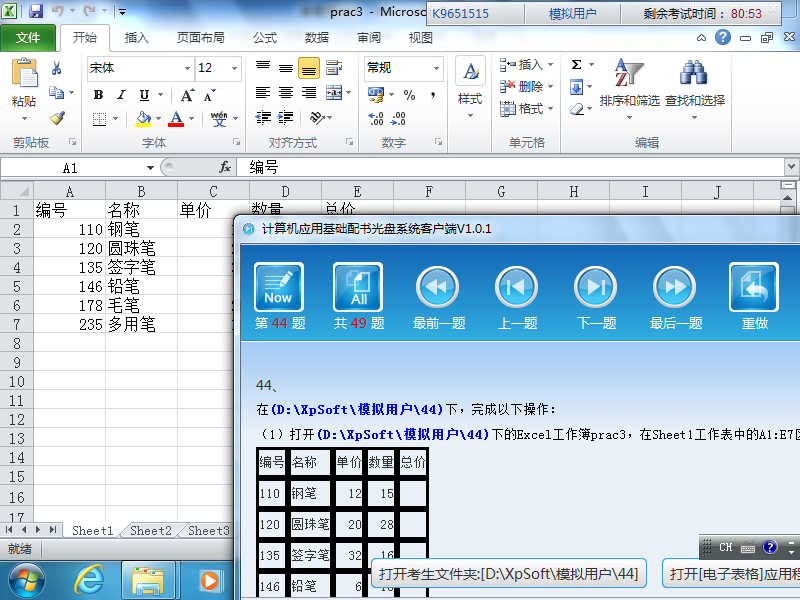 prac3 - Microso
K9651515 模拟用户 剩余考试时间：80:53
文件 开始 插入 页面布局 公式 数据 审阅 视图
宋体 12 常规
粘贴 样式 插入 删除 格式 排序和筛选 查找和选择
B I U A A
A wén % ,
剪贴板 字体 对齐方式 数字 单元格 编辑
A1 fx 编号
A B C D E F G H I J
1 编号 名称 单价 数量 总价
2 110 钢笔
3 120 圆珠笔
4 135 签字笔
5 146 铅笔
6 178 毛笔
7 235 多用笔
8
9
10
11
12
13
14
15
16
17
Sheet1 Sheet2 Sheet3
就绪
计算机应用基础配书光盘系统客户端V1.0.1
Now All
第 44 题 共 49 题 最前一题 上一题 下一题 最后一题 重做
44、
在(D:\XpSoft\模拟用户\44)下，完成以下操作：
（1）打开(D:\XpSoft\模拟用户\44)下的Excel工作簿prac3，在Sheet1工作表中的A1:E7
编号 名称 单价 数量 总价
110 钢笔 12 15
120 圆珠笔 20 28
135 签字笔 32 16
146 铅笔 6
打开考生文件夹:[D:\XpSoft\模拟用户\44] 打开[电子表格]应用程
CH